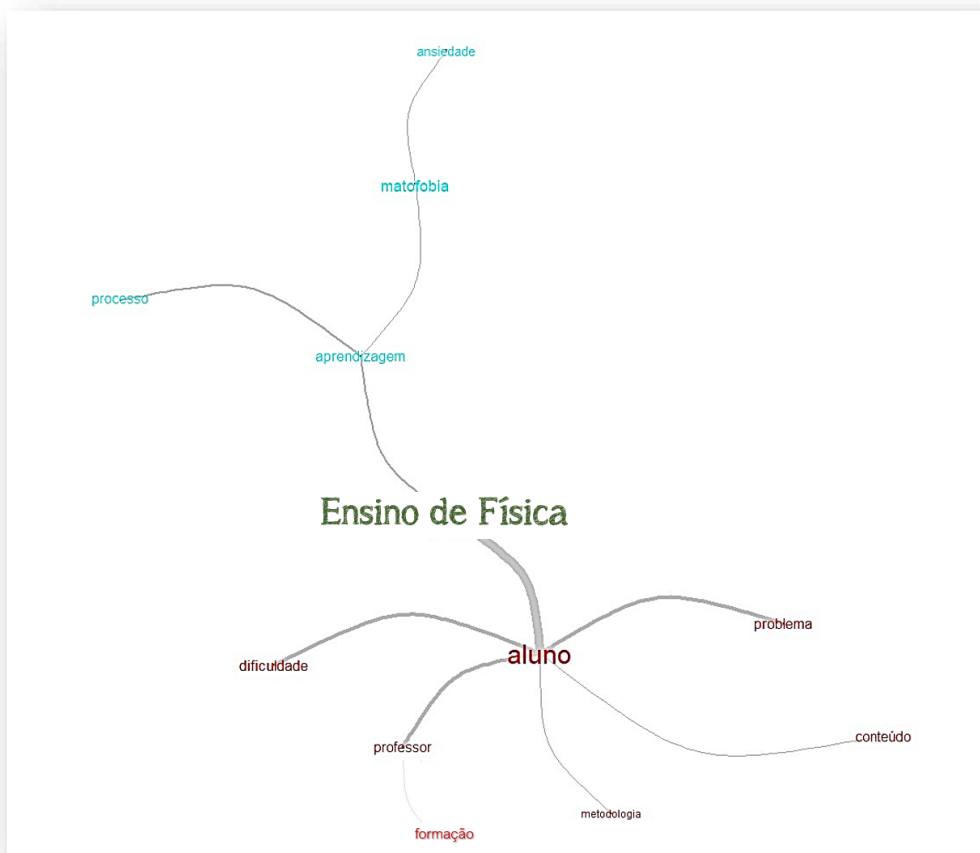 ansiedade
matofobia
processo
aprendizagem
Ensino de Física
problema
aluno
dificuldade
conteúdo
professor
metodologia
formação